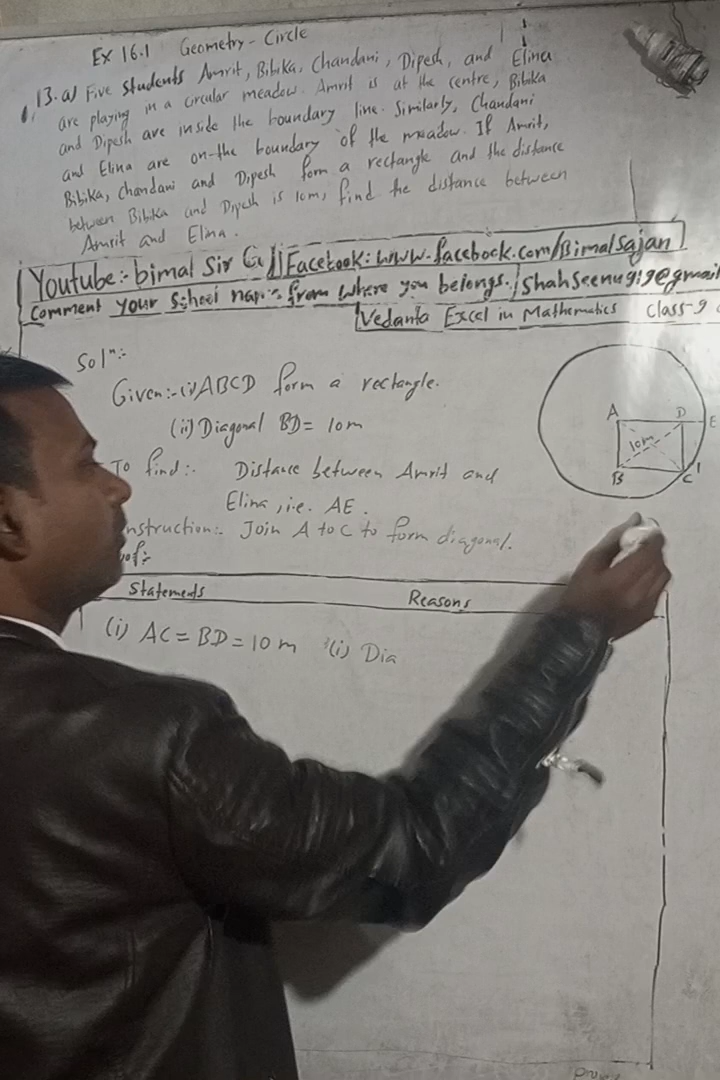 Ex 16.1 Geometry - Circle
13. a) Five students Amrit, Bibika, Chandani, Dipesh, and Elina
are playing in a circular meadow. Amrit is at the centre, Bibika
and Dipesh are inside the boundary line. Similarly, Chandani
and Elina are on the boundary of the meadow. If Amrit,
Bibika, Chandani and Dipesh form a rectangle and the distance
between Bibika and Dipesh is 10m, find the distance between
Amrit and Elina.
Youtube:- bimal Sir
Facebook: www.facebook.com/Bimalsajan
Comment your School name from where you belongs.
Vedanta Excel in Mathematics Class-9
Soln:-
Given:- (i) ABCD form a rectangle.
(ii) Diagonal BD = 10m
To find:- Distance between Amrit and
Elina, i.e. AE.
nstruction:- Join A to C to form diagonal.
of:-
Statements Reasons
(i) AC = BD = 10 m (i) Dia
A D E
10m
B C